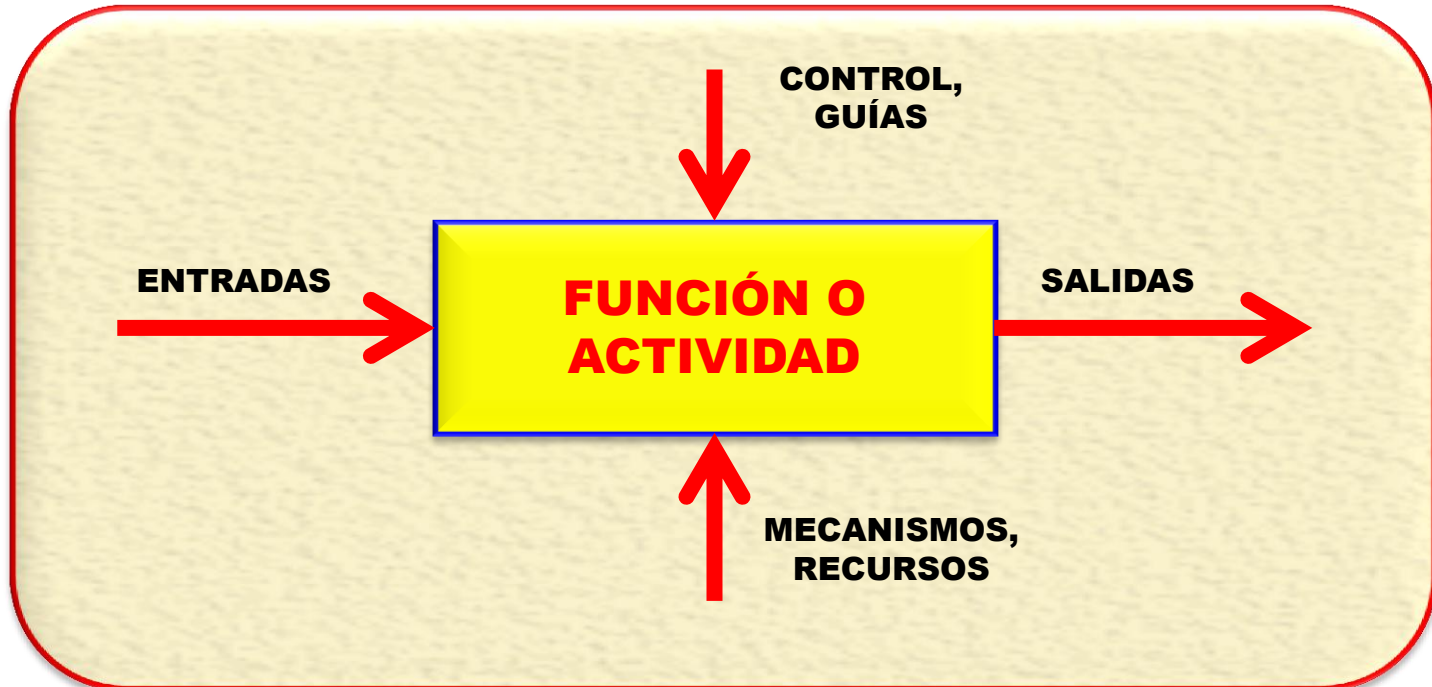 CONTROL,
GUÍAS
ENTRADAS
FUNCIÓN O
ACTIVIDAD
SALIDAS
MECANISMOS,
RECURSOS